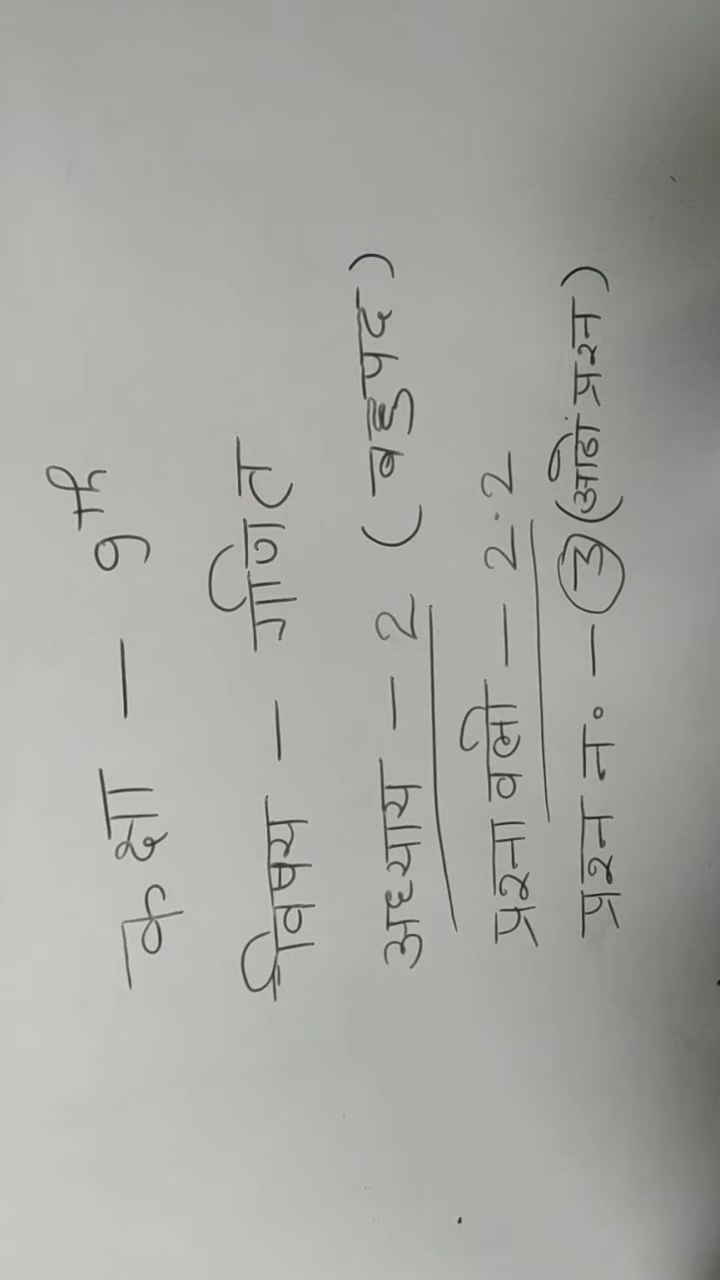 कक्षा — 9th
विषय — गणित
अध्याय — 2 (बहुपद)
प्रश्नावली — 2.2
प्रश्न न॰ — 3 (आठों प्रश्न)